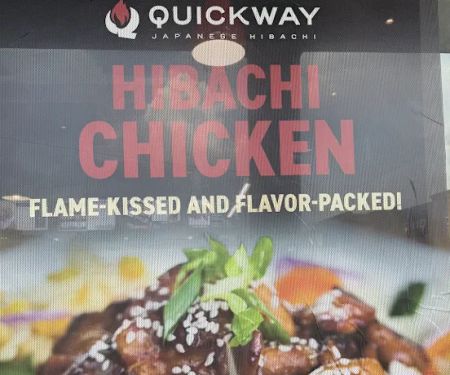 QUICKWAY
JAPANESE HIBACHI
HIBACHI
CHICKEN
FLAME-KISSED AND FLAVOR-PACKED!